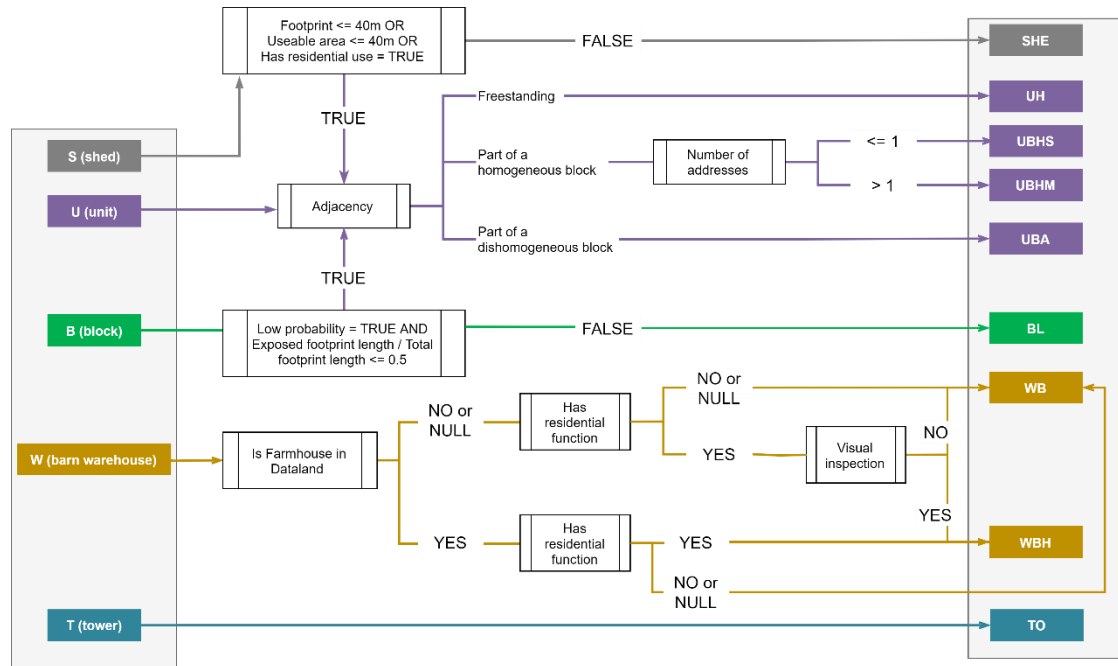 Footprint <= 40m OR
Useable area <= 40m OR
Has residential use = TRUE
FALSE
SHE
TRUE
Freestanding
UH
S (shed)
Part of a
homogeneous block
Number of
addresses
<= 1
UBHS
> 1
UBHM
U (unit)
Adjacency
Part of a
dishomogeneous block
UBA
TRUE
B (block)
Low probability = TRUE AND
Exposed footprint length / Total
footprint length <= 0.5
FALSE
BL
W (barn warehouse)
Is Farmhouse in
Dataland
NO or
NULL
Has
residential
function
NO or
NULL
WB
YES
Visual
inspection
NO
YES
YES
Has
residential
function
YES
WBH
NO or
NULL
T (tower)
TO